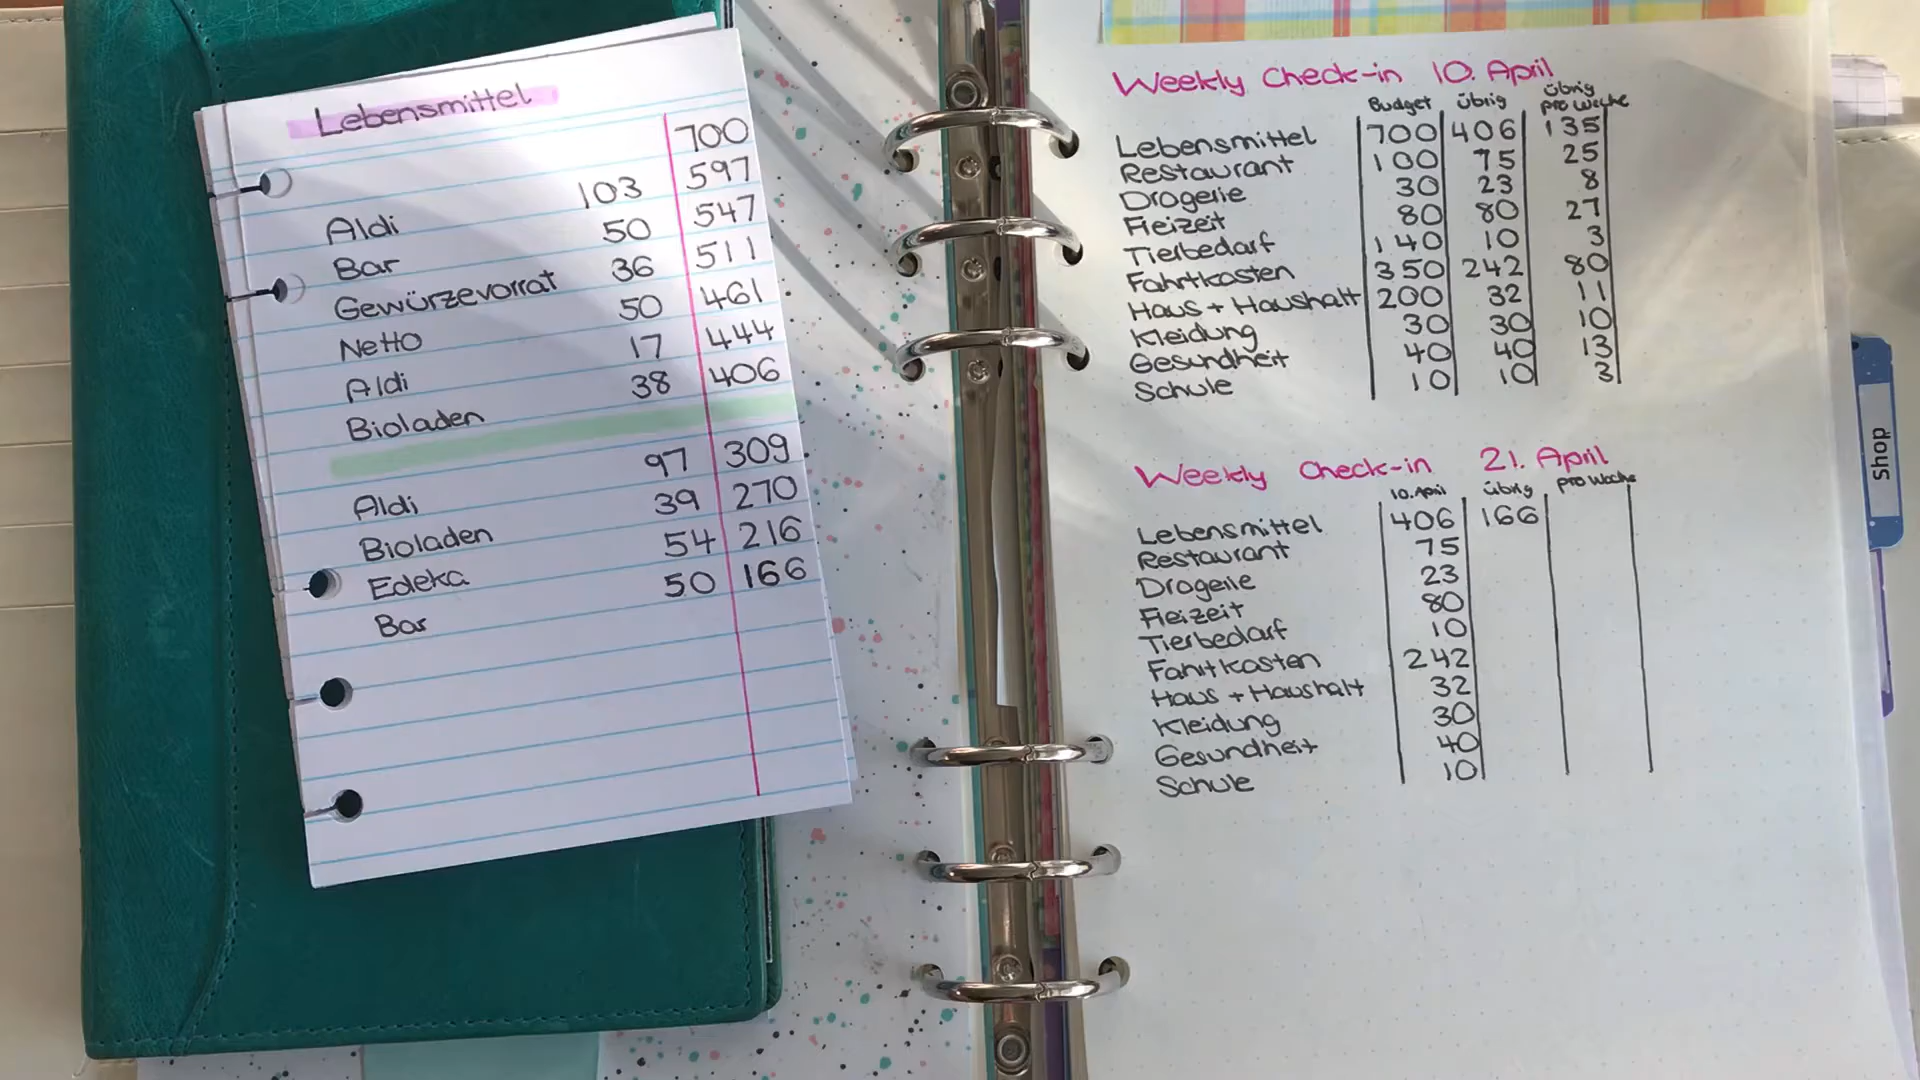 Lebensmittel
700
Aldi 103 597
Bar 50 547
Gewürzevorrat 36 511
Netto 50 461
Aldi 17 444
Bioladen 38 406
Aldi 97 309
Bioladen 39 270
Edeka 54 216
Bar 50 166
Weekly Check-in 10. April
Budget übrig übrig pro Woche
Lebensmittel 700 406 135
Restaurant 100 75 25
Drogerie 30 23 8
Freizeit 80 80 27
Tierbedarf 140 10 3
Fahrtkosten 350 242 80
Haus + Haushalt 200 32 11
Kleidung 30 30 10
Gesundheit 40 40 13
Schule 10 10 3
Weekly Check-in 21. April
10. April übrig pro Woche
Lebensmittel 406 166
Restaurant 75
Drogerie 23
Freizeit 80
Tierbedarf 10
Fahrtkosten 242
Haus + Haushalt 32
Kleidung 30
Gesundheit 40
Schule 10
Shop